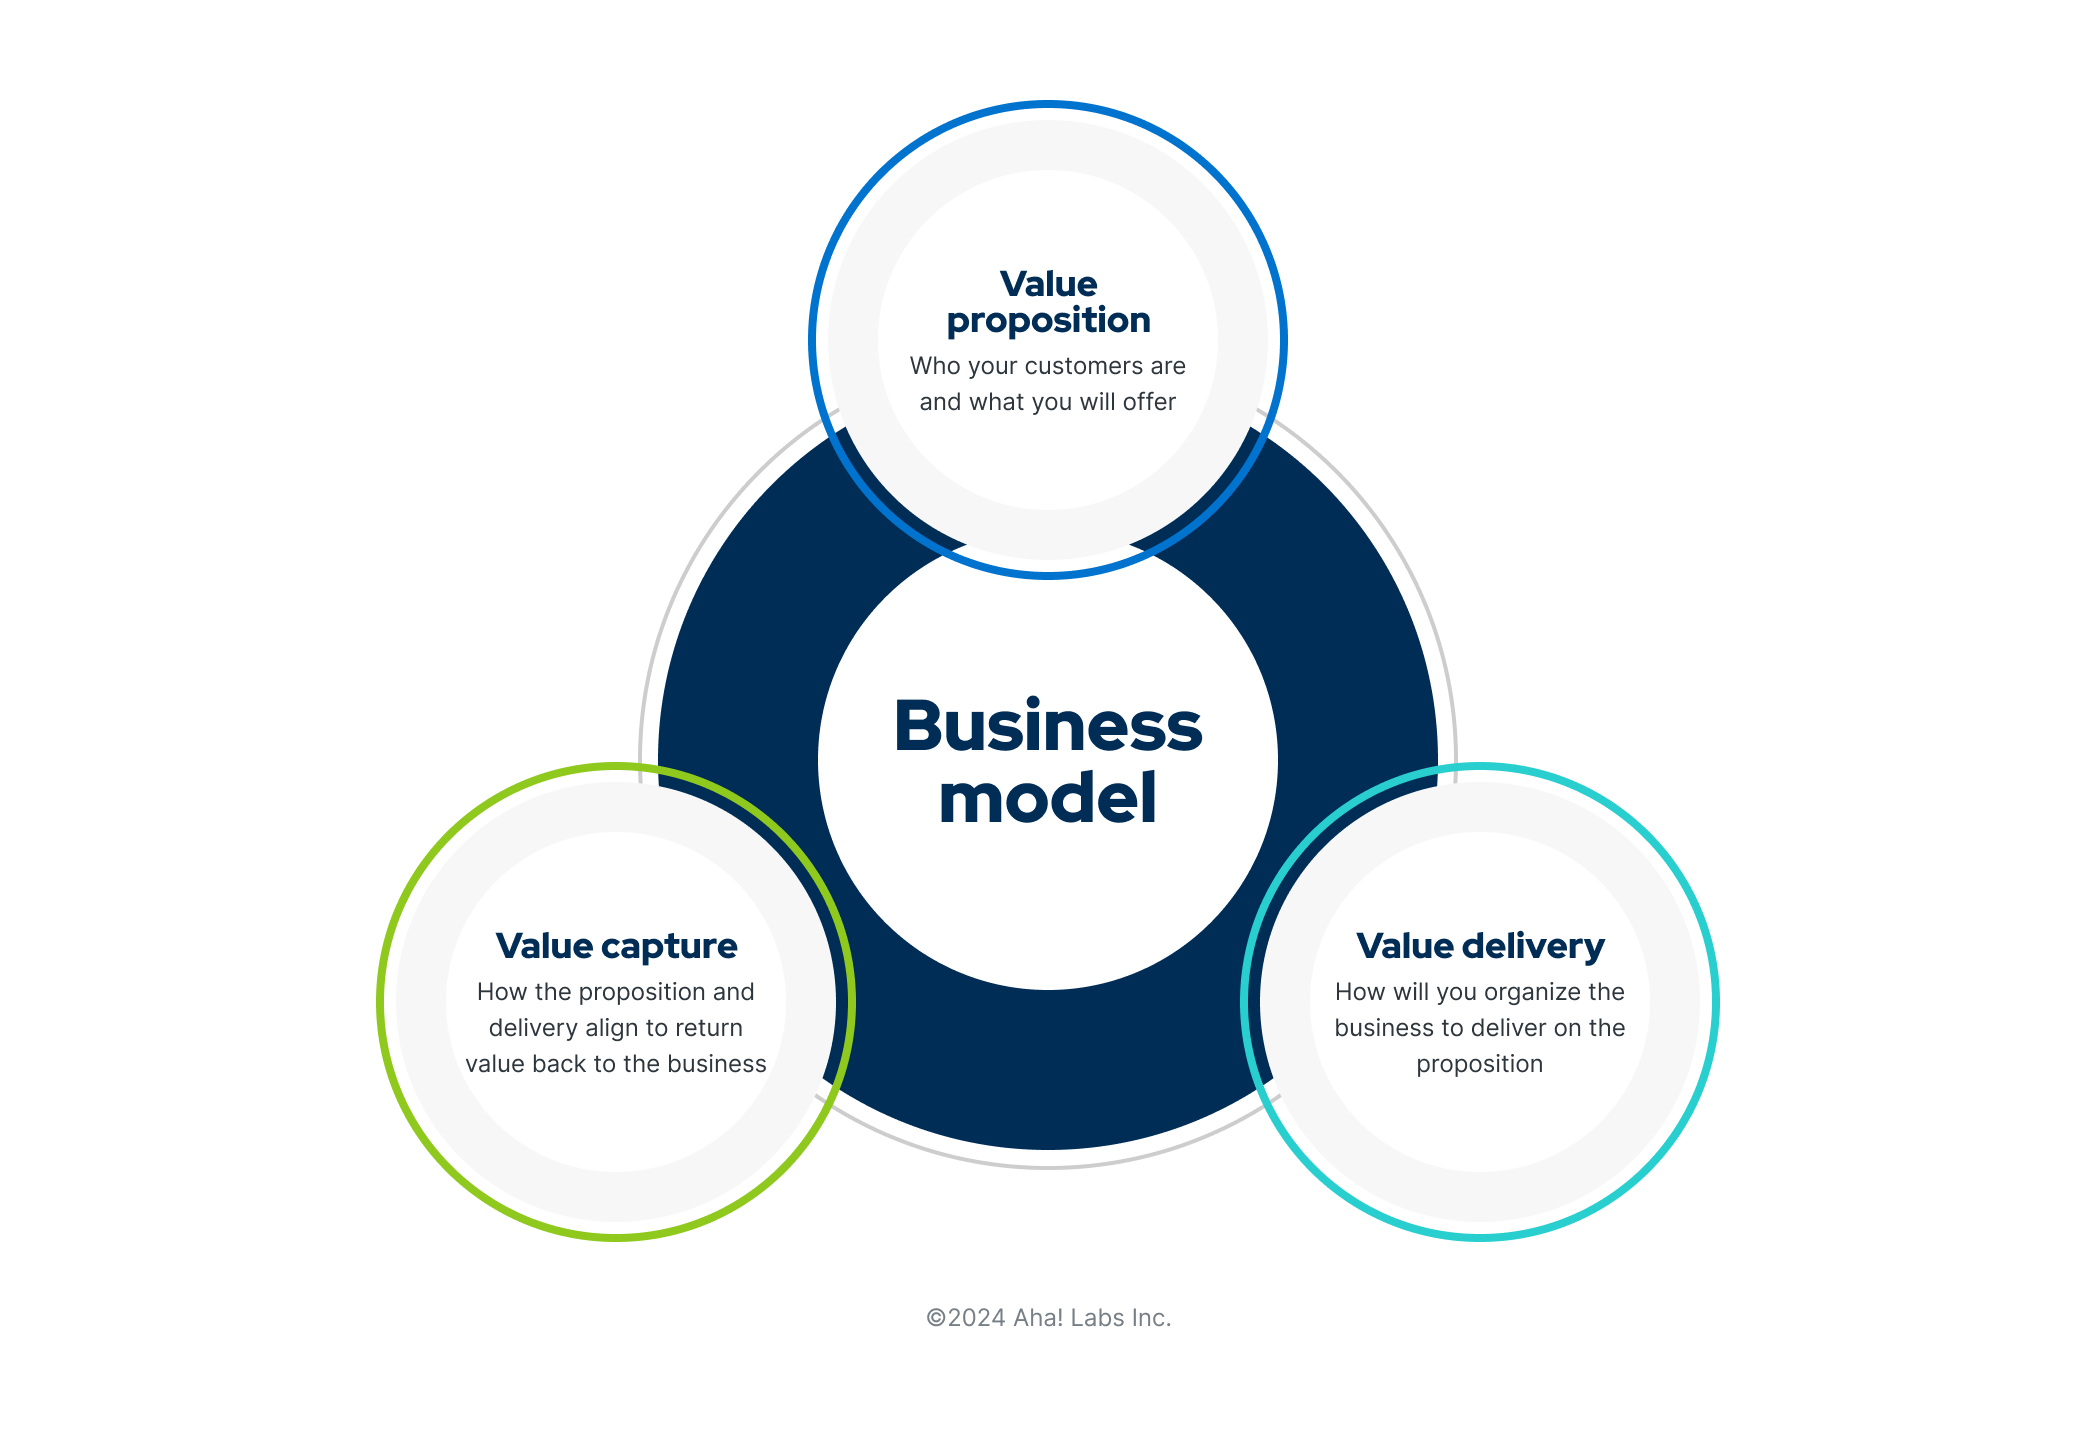 Value
proposition
Who your customers are
and what you will offer
Business
model
Value capture
How the proposition and
delivery align to return
value back to the business
Value delivery
How will you organize the
business to deliver on the
proposition
©2024 Aha! Labs Inc.